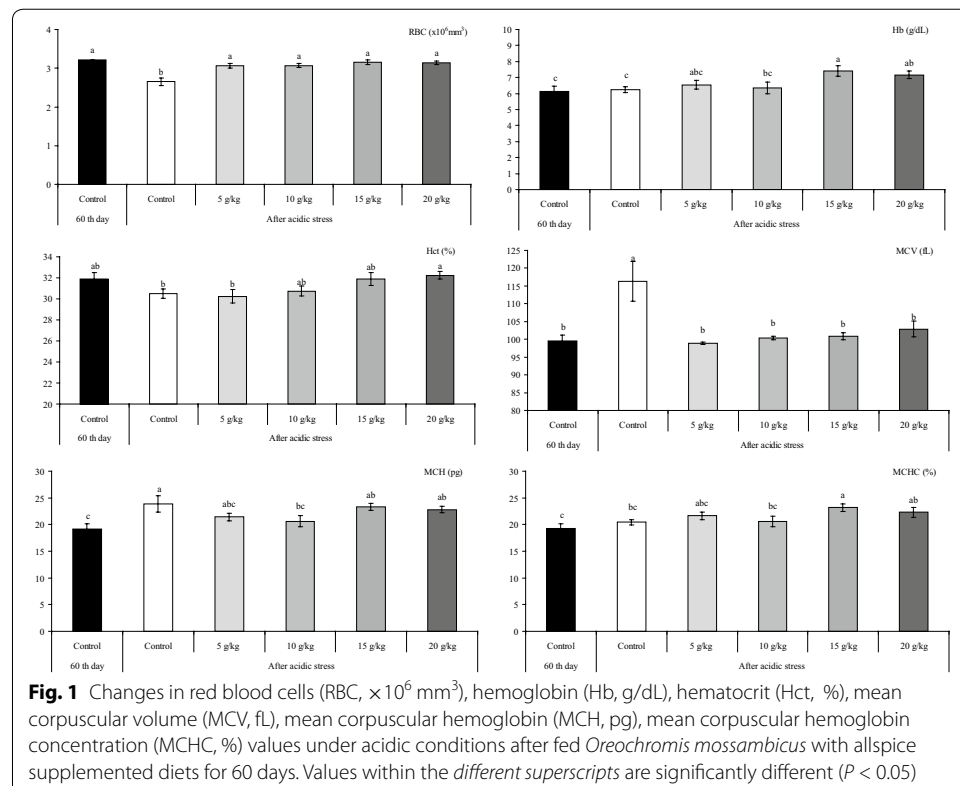 RBC (x10⁶mm³)
4
3
2
1
0
a
b
a
a
a
a
Control
Control
5 g/kg
10 g/kg
15 g/kg
20 g/kg
60 th day
After acidic stress
Hb (g/dL)
10
9
8
7
6
5
4
3
2
1
0
c
c
abc
bc
a
ab
Control
Control
5 g/kg
10 g/kg
15 g/kg
20 g/kg
60 th day
After acidic stress
Hct (%)
34
32
30
28
26
24
22
20
ab
b
b
ab
ab
a
Control
Control
5 g/kg
10 g/kg
15 g/kg
20 g/kg
60 th day
After acidic stress
MCV (fL)
125
120
115
110
105
100
95
90
85
80
b
a
b
b
b
b
Control
Control
5 g/kg
10 g/kg
15 g/kg
20 g/kg
60 th day
After acidic stress
MCH (pg)
30
25
20
15
10
5
0
c
a
abc
bc
ab
ab
Control
Control
5 g/kg
10 g/kg
15 g/kg
20 g/kg
60 th day
After acidic stress
MCHC (%)
30
25
20
15
10
5
0
c
bc
ab
bc
a
ab
Control
Control
5 g/kg
10 g/kg
15 g/kg
20 g/kg
60 th day
After acidic stress
Fig. 1 Changes in red blood cells (RBC, ×10⁶ mm³), hemoglobin (Hb, g/dL), hematocrit (Hct, %), mean
corpuscular volume (MCV, fL), mean corpuscular hemoglobin (MCH, pg), mean corpuscular hemoglobin
concentration (MCHC, %) values under acidic conditions after fed Oreochromis mossambicus with allspice
supplemented diets for 60 days. Values within the different superscripts are significantly different (P < 0.05)